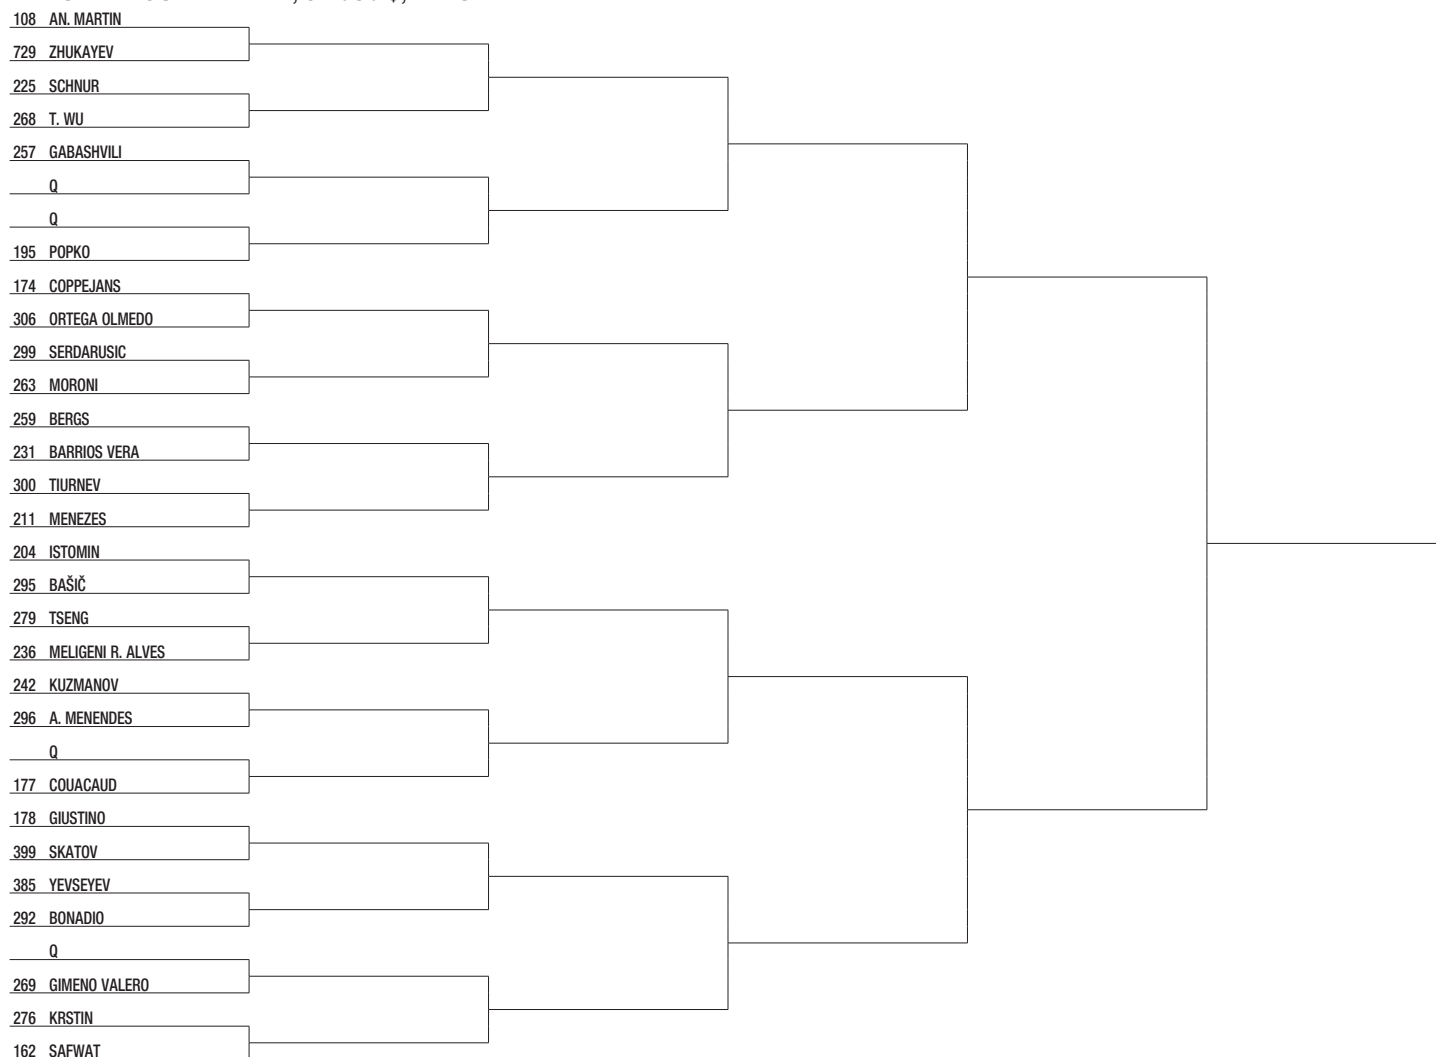 108 AN. MARTIN
729 ZHUKAYEV
225 SCHNUR
268 T. WU
257 GABASHVILI
Q
Q
195 POPKO
174 COPPEJANS
306 ORTEGA OLMEDO
299 SERDARUSIC
263 MORONI
259 BERGS
231 BARRIOS VERA
300 TIURNEV
211 MENEZES
204 ISTOMIN
295 BAŠIČ
279 TSENG
236 MELIGENI R. ALVES
242 KUZMANOV
296 A. MENENDES
Q
177 COUACAUD
178 GIUSTINO
399 SKATOV
385 YEVSEYEV
292 BONADIO
Q
269 GIMENO VALERO
276 KRSTIN
162 SAFWAT